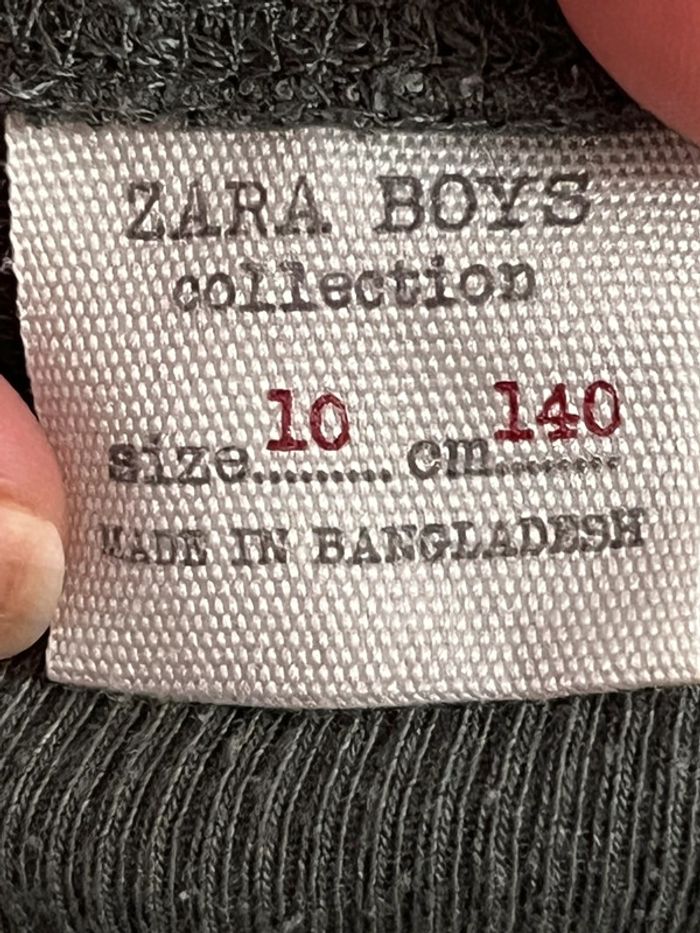 ZARA BOYS
collection
size 10 cm 140
MADE IN BANGLADESH